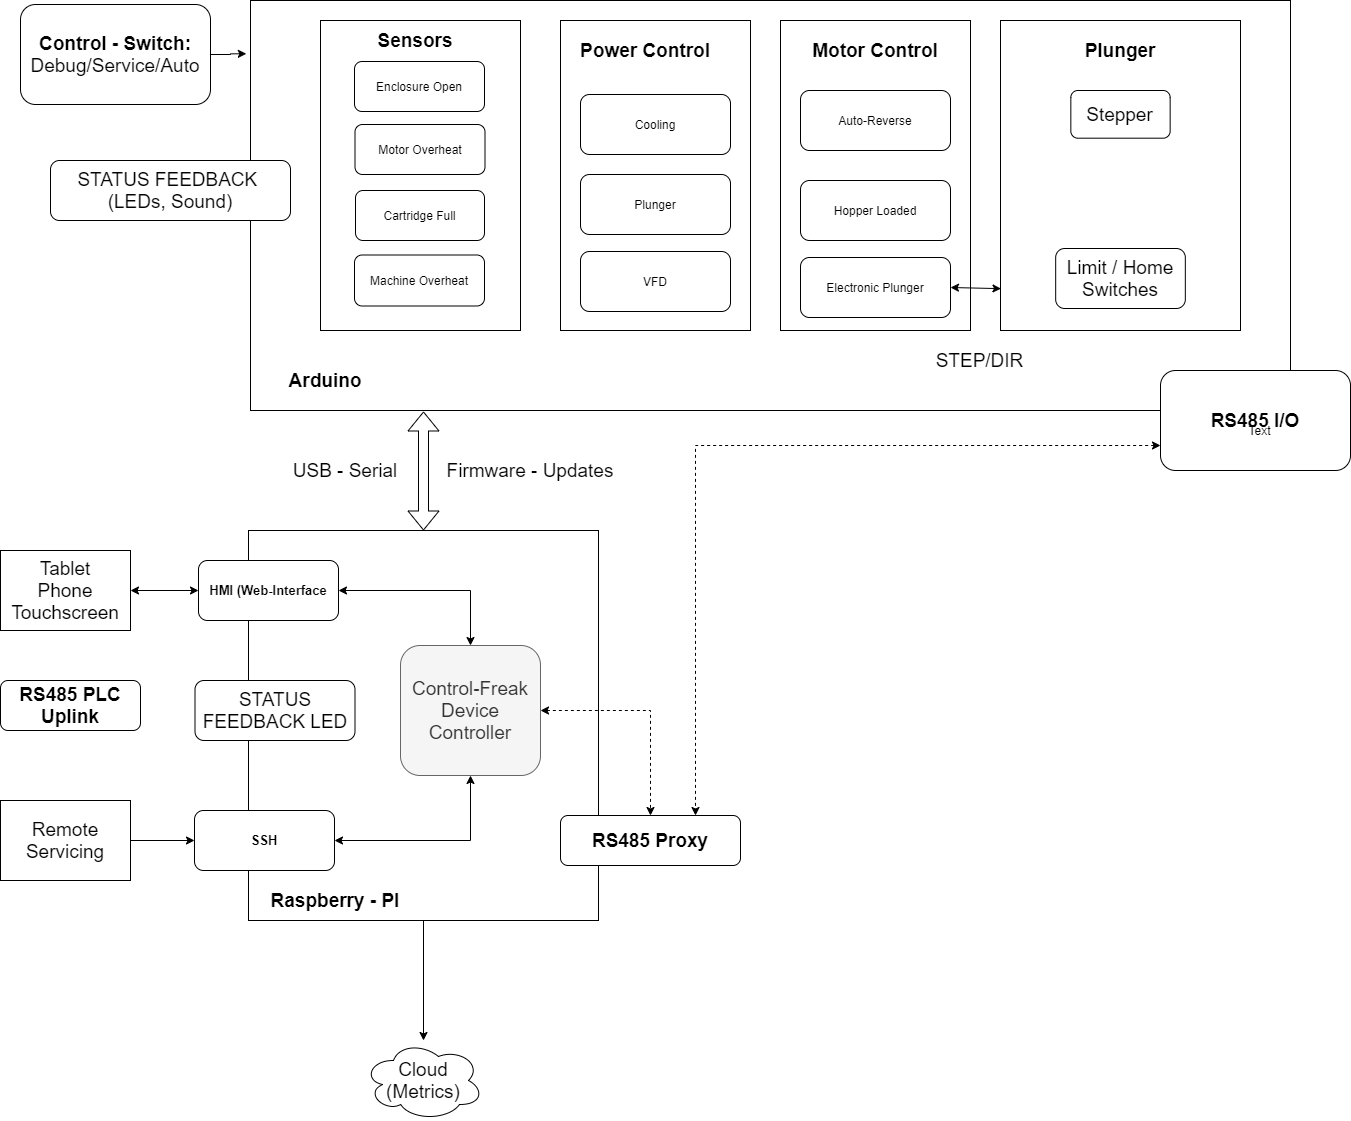 Control - Switch:
Debug/Service/Auto
STATUS FEEDBACK
(LEDs, Sound)
Sensors
Enclosure Open
Motor Overheat
Cartridge Full
Machine Overheat
Power Control
Cooling
Plunger
VFD
Motor Control
Auto-Reverse
Hopper Loaded
Electronic Plunger
Plunger
Stepper
Limit / Home
Switches
STEP/DIR
Arduino
RS485 I/O
Text
USB - Serial
Firmware - Updates
Tablet
Phone
Touchscreen
HMI (Web-Interface
RS485 PLC
Uplink
STATUS
FEEDBACK LED
Control-Freak
Device
Controller
Remote
Servicing
SSH
RS485 Proxy
Raspberry - PI
Cloud
(Metrics)